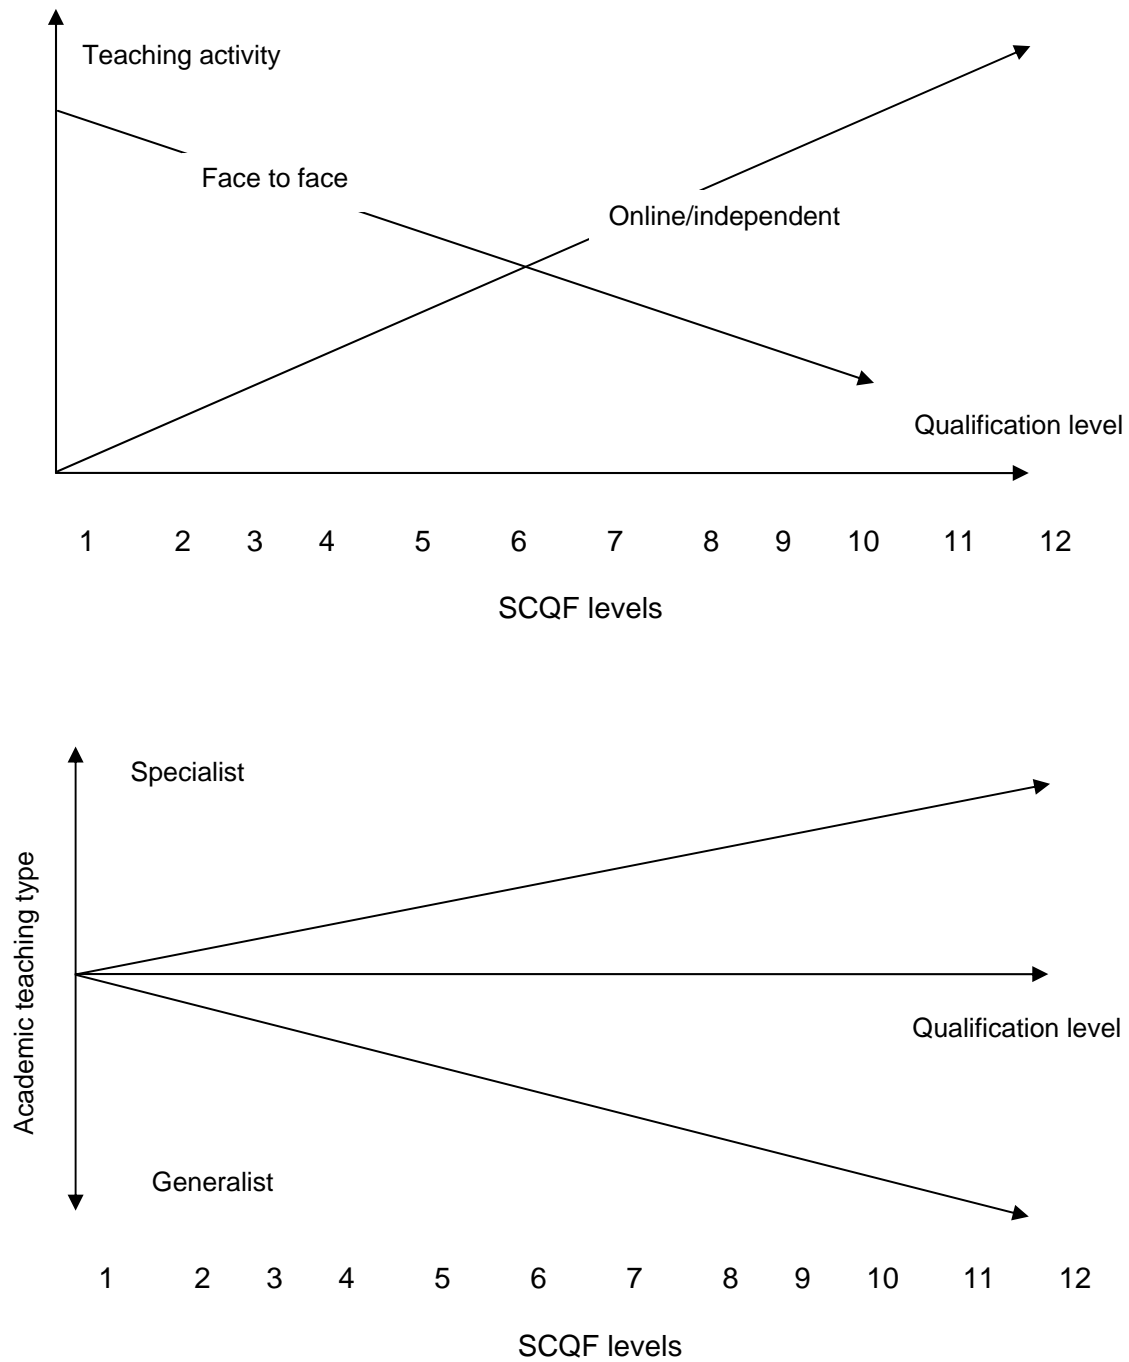 Teaching activity
Face to face
Online/independent
Qualification level
1 2 3 4 5 6 7 8 9 10 11 12
SCQF levels
Specialist
Academic teaching type
Qualification level
Generalist
1 2 3 4 5 6 7 8 9 10 11 12
SCQF levels